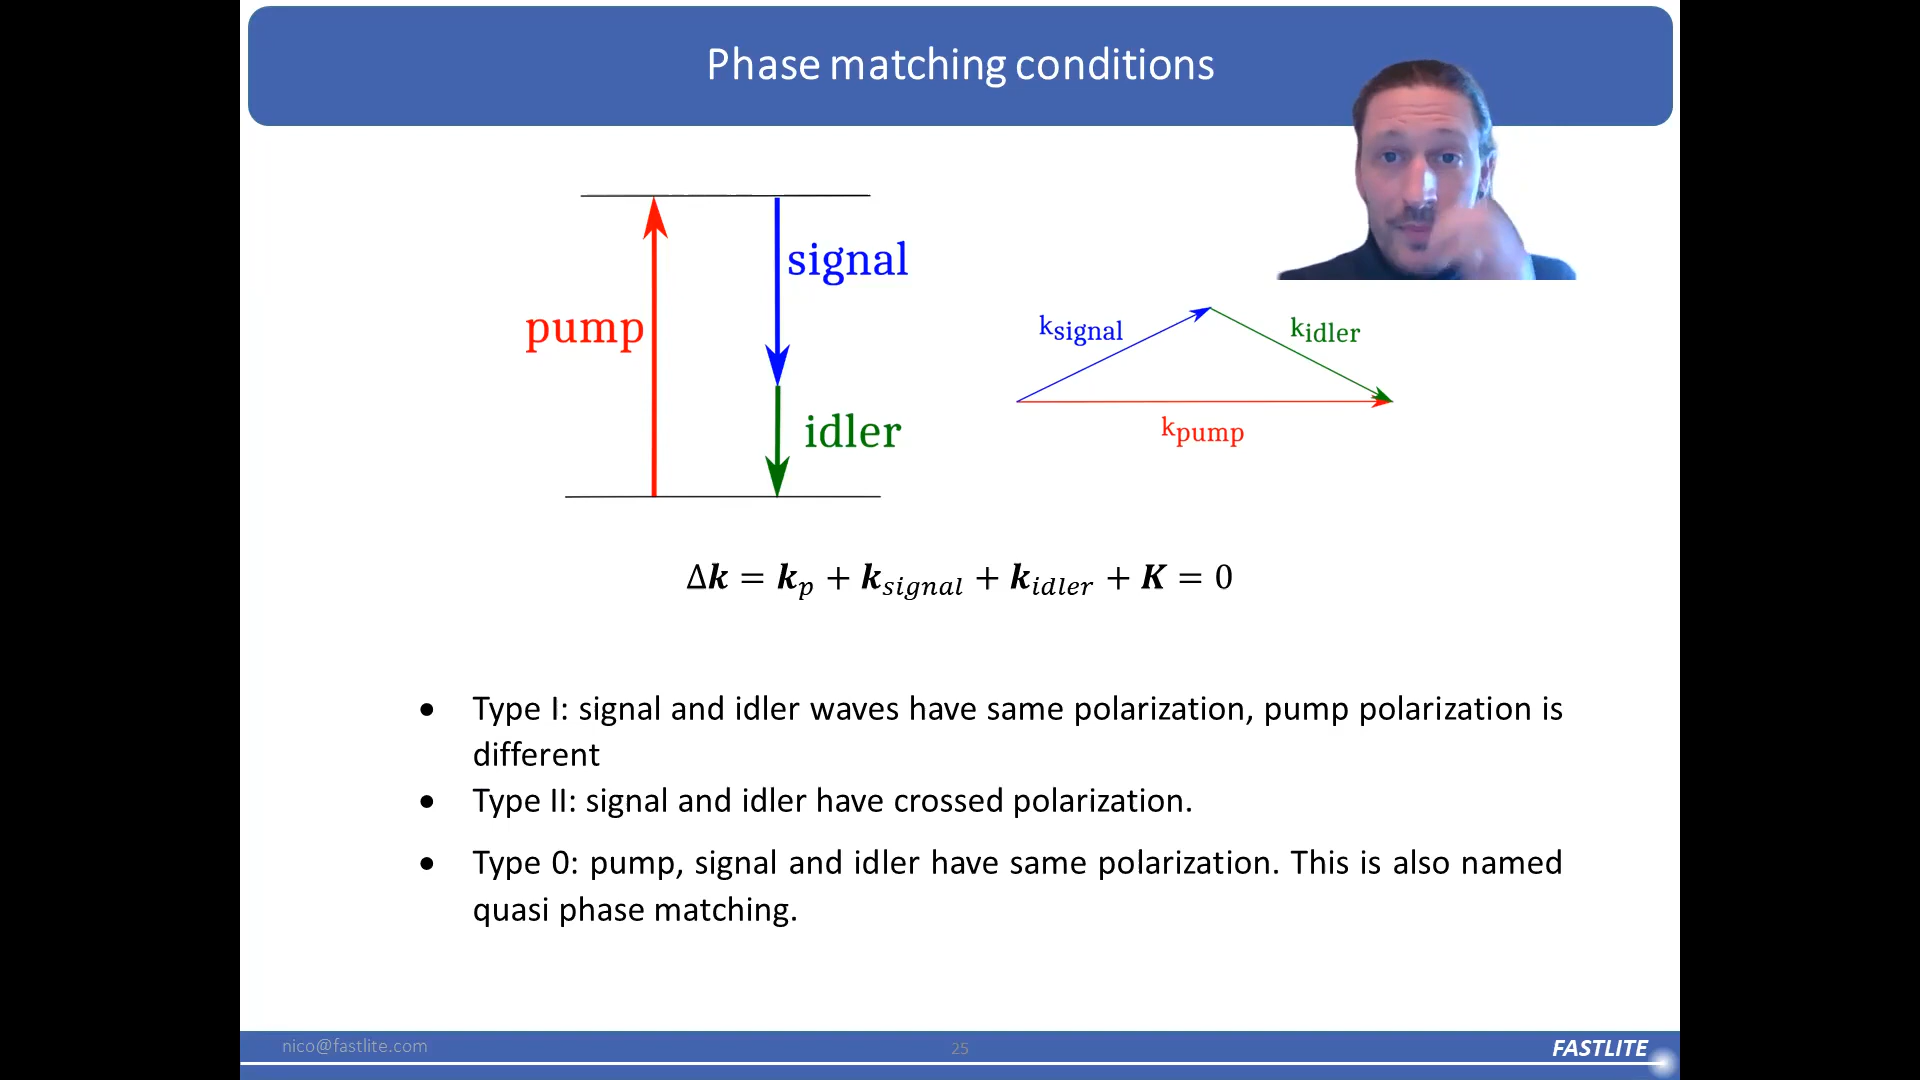 Phase matching conditions
signal
pump
idler
k_signal
k_idler
k_pump
Δk = k_p + k_signal + k_idler + K = 0
• Type I: signal and idler waves have same polarization, pump polarization is
different
• Type II: signal and idler have crossed polarization.
• Type 0: pump, signal and idler have same polarization. This is also named
quasi phase matching.
nico@fastlite.com
25
FASTLITE